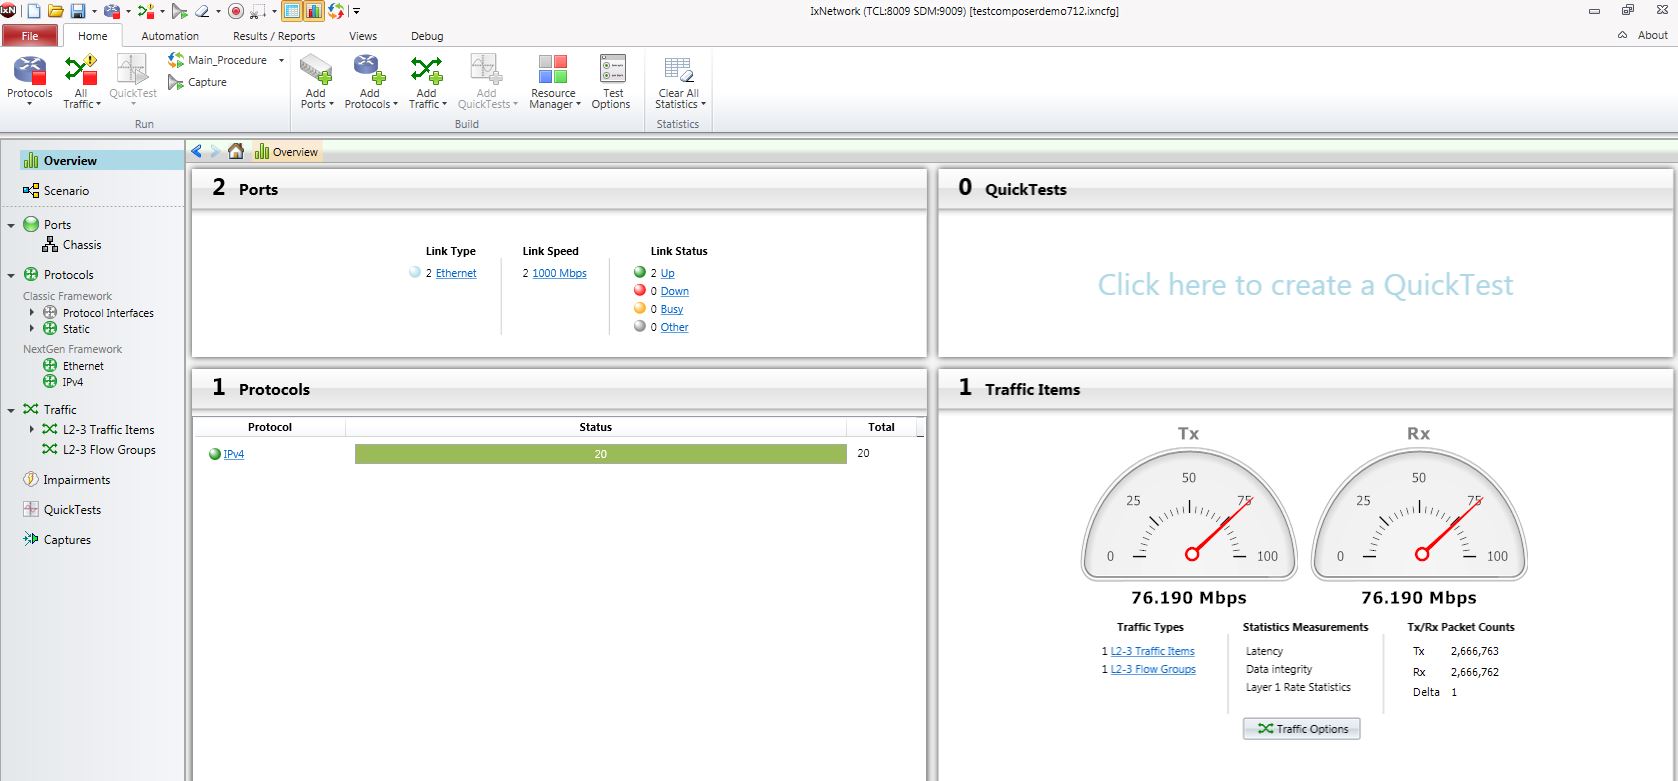 IxN
IxNetwork (TCL:8009 SDM:9009) [testcomposerdemo712.ixncfg]
File Home Automation Results / Reports Views Debug About
Protocols
All Traffic
QuickTest
Main_Procedure
Capture
Run
Add Ports
Add Protocols
Add Traffic
Add QuickTests
Resource Manager
Test Options
Build
Clear All Statistics
Statistics
Overview
Scenario
Ports
Chassis
Protocols
Classic Framework
Protocol Interfaces
Static
NextGen Framework
Ethernet
IPv4
Traffic
L2-3 Traffic Items
L2-3 Flow Groups
Impairments
QuickTests
Captures
Overview
2 Ports
Link Type Link Speed Link Status
2 Ethernet 2 1000 Mbps 2 Up
0 Down
0 Busy
0 Other
0 QuickTests
Click here to create a QuickTest
1 Protocols
Protocol Status Total
IPv4 20 20
1 Traffic Items
Tx Rx
0 25 50 75 100
0 25 50 75 100
76.190 Mbps 76.190 Mbps
Traffic Types Statistics Measurements Tx/Rx Packet Counts
1 L2-3 Traffic Items Latency Tx 2,666,763
1 L2-3 Flow Groups Data integrity Rx 2,666,762
Layer 1 Rate Statistics Delta 1
Traffic Options